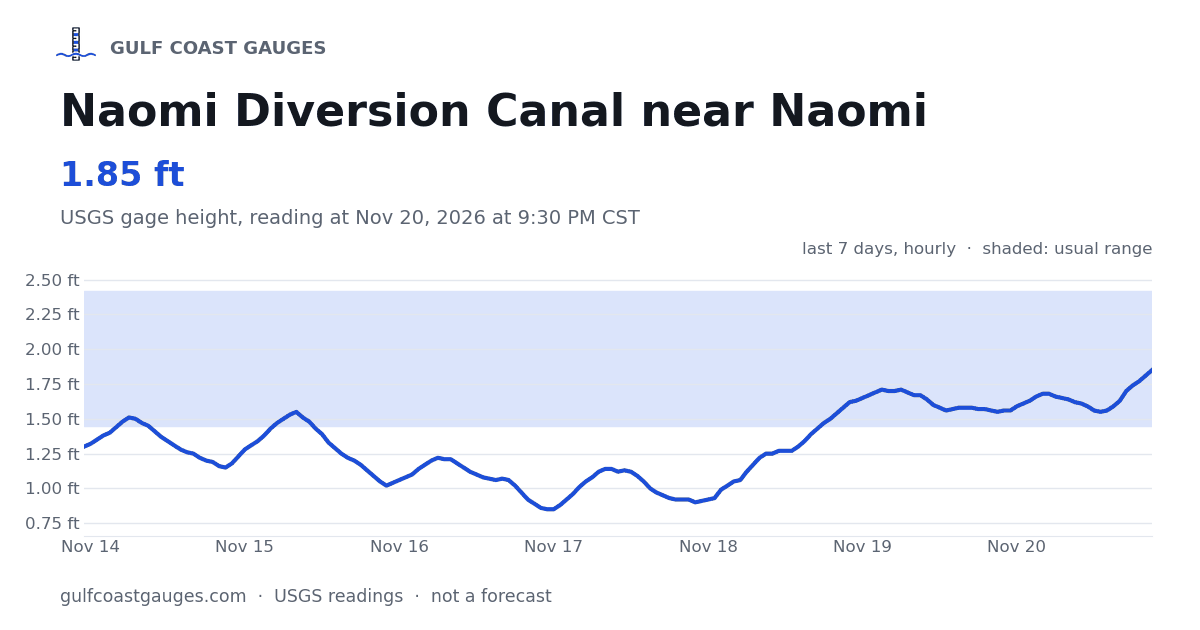 GULF COAST GAUGES
Naomi Diversion Canal near Naomi
1.85 ft
USGS gage height, reading at Nov 20, 2026 at 9:30 PM CST
last 7 days, hourly · shaded: usual range
2.50 ft
2.25 ft
2.00 ft
1.75 ft
1.50 ft
1.25 ft
1.00 ft
0.75 ft
Nov 14 Nov 15 Nov 16 Nov 17 Nov 18 Nov 19 Nov 20
gulfcoastgauges.com · USGS readings · not a forecast